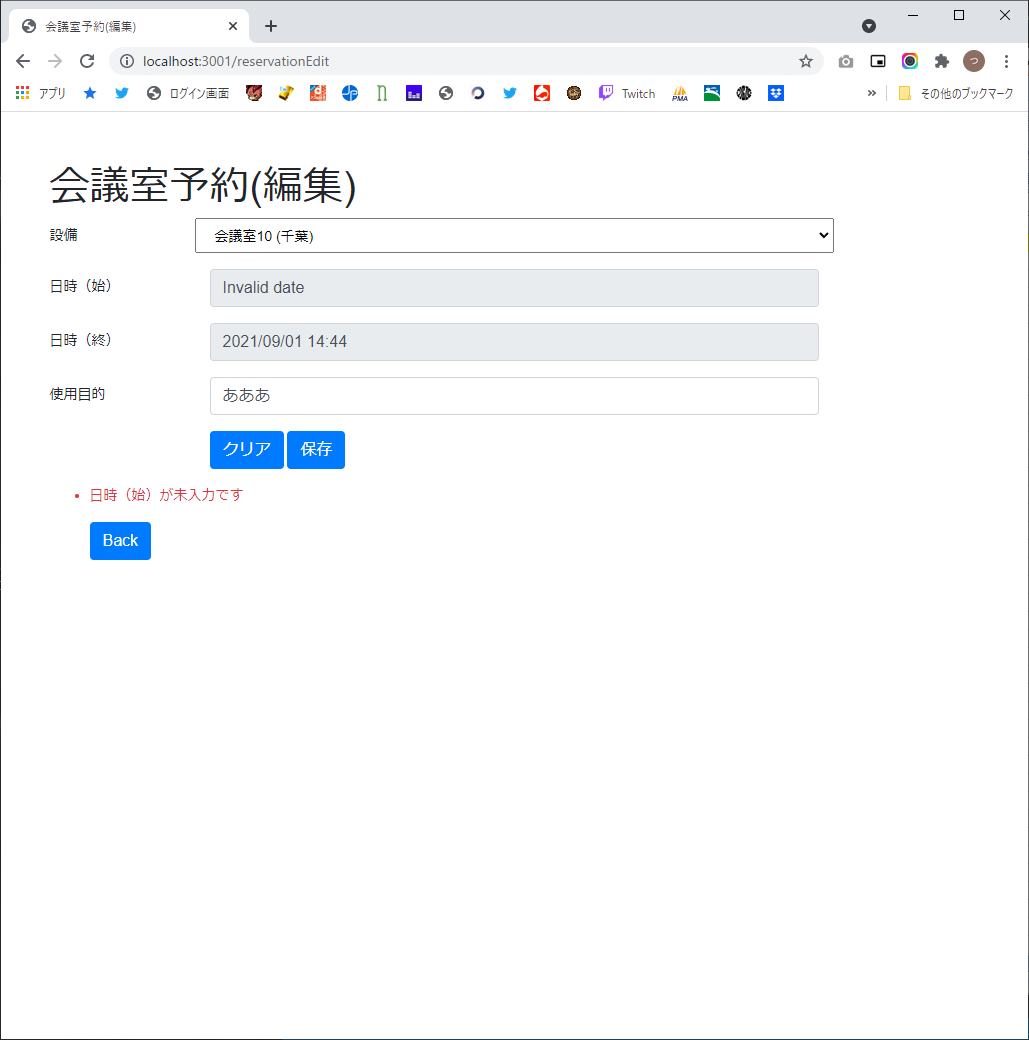 会議室予約(編集)
localhost:3001/reservationEdit
つ
アプリ
ログイン画面
Twitch
PMA
»
その他のブックマーク
会議室予約(編集)
設備
会議室10 (千葉)
日時（始）
Invalid date
日時（終）
2021/09/01 14:44
使用目的
あああ
クリア 保存
• 日時（始）が未入力です
Back